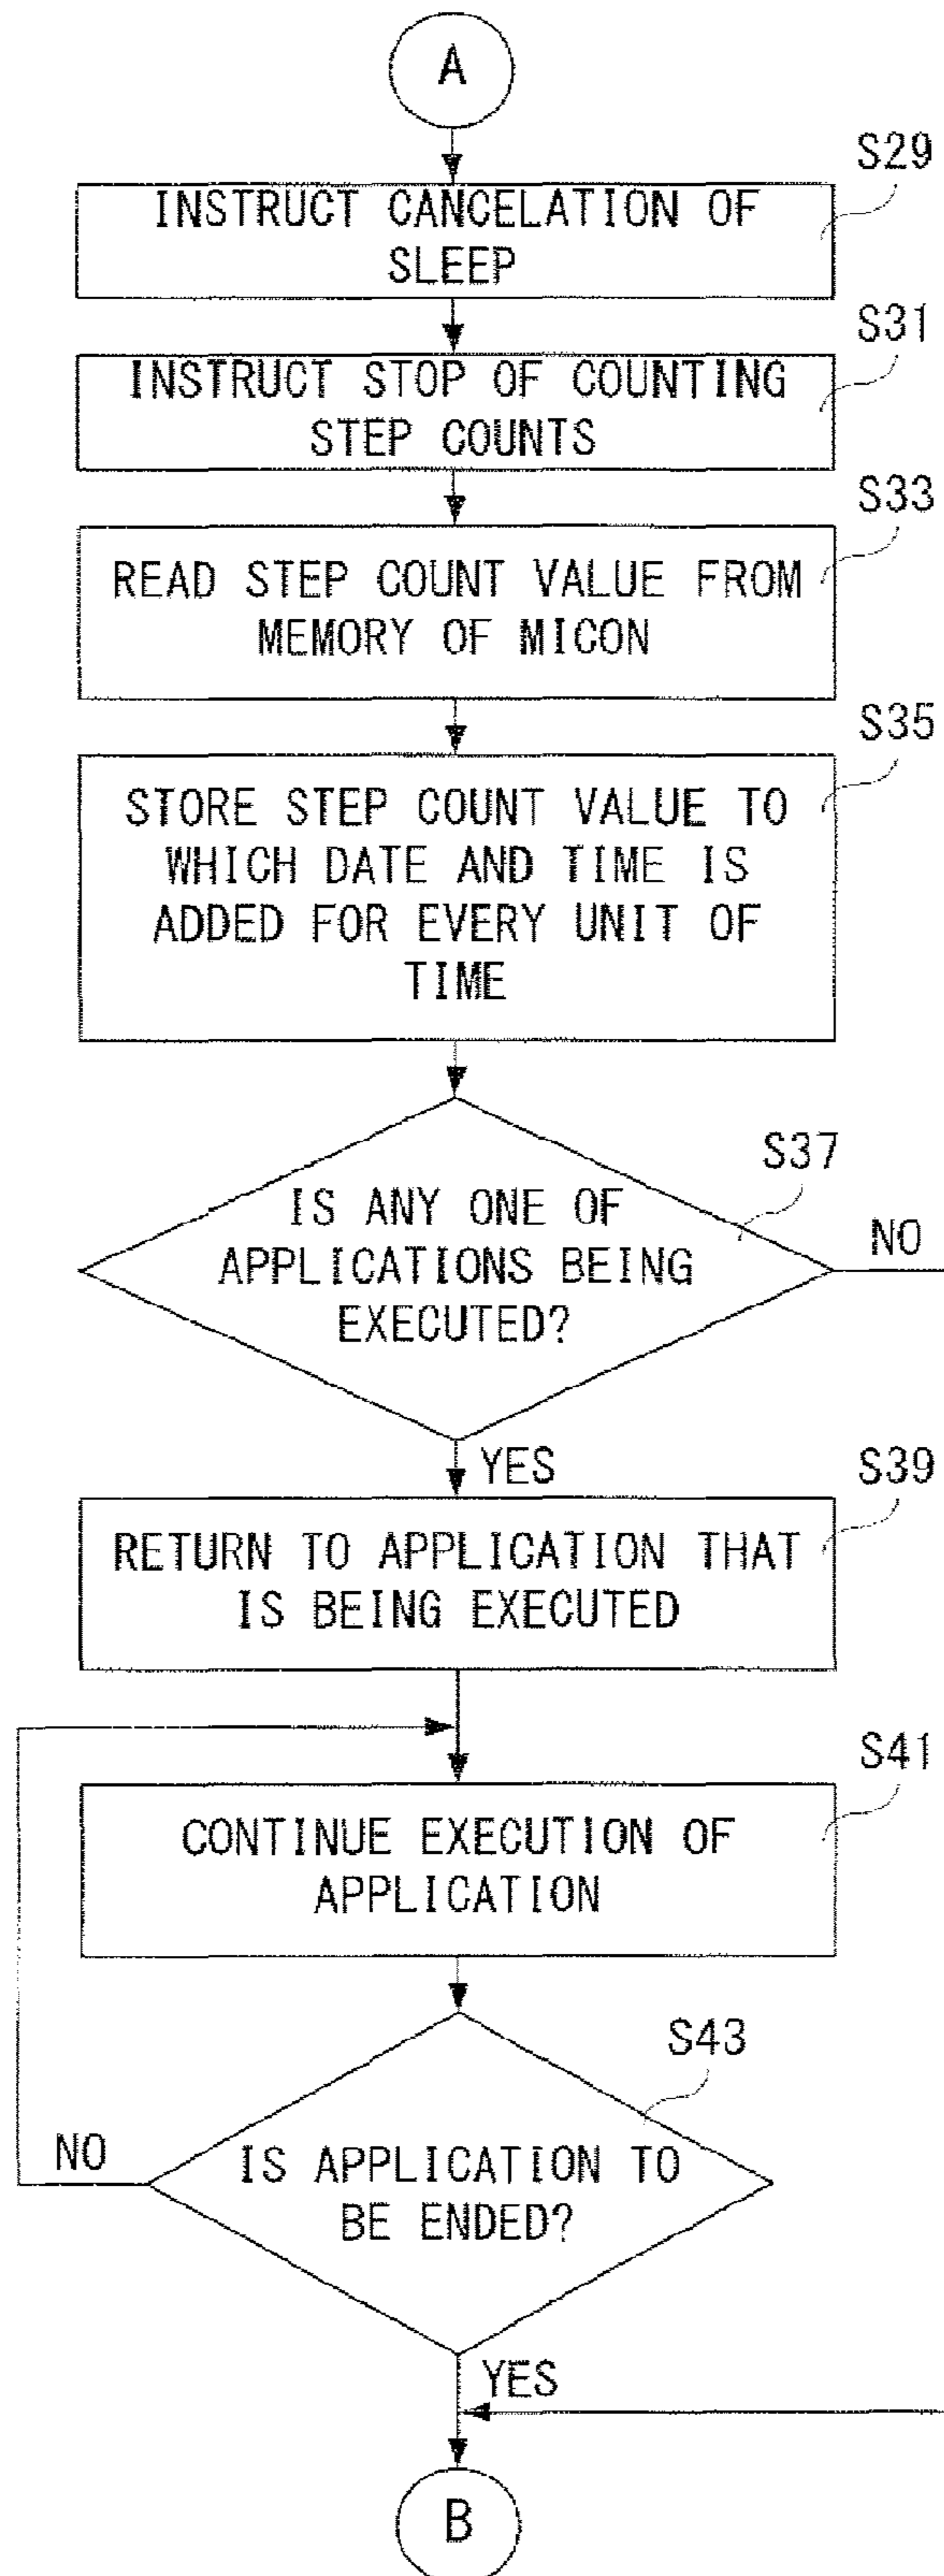 A
S29
INSTRUCT CANCELATION OF
SLEEP
S31
INSTRUCT STOP OF COUNTING
STEP COUNTS
S33
READ STEP COUNT VALUE FROM
MEMORY OF MICON
S35
STORE STEP COUNT VALUE TO
WHICH DATE AND TIME IS
ADDED FOR EVERY UNIT OF
TIME
S37
IS ANY ONE OF
APPLICATIONS BEING
EXECUTED?
NO
YES
S39
RETURN TO APPLICATION THAT
IS BEING EXECUTED
S41
CONTINUE EXECUTION OF
APPLICATION
S43
NO
IS APPLICATION TO
BE ENDED?
YES
B